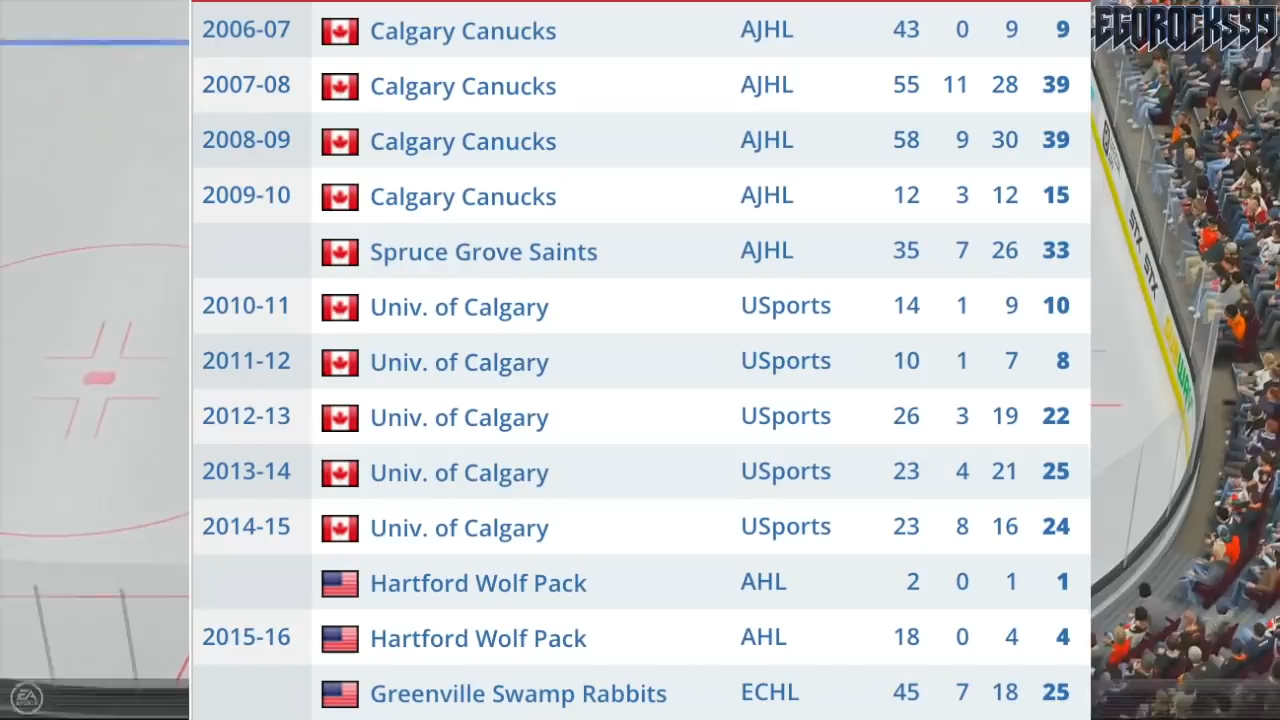 EGOROCKS99
2006-07 Calgary Canucks AJHL 43 0 9 9
2007-08 Calgary Canucks AJHL 55 11 28 39
2008-09 Calgary Canucks AJHL 58 9 30 39
2009-10 Calgary Canucks AJHL 12 3 12 15
Spruce Grove Saints AJHL 35 7 26 33
2010-11 Univ. of Calgary USports 14 1 9 10
2011-12 Univ. of Calgary USports 10 1 7 8
2012-13 Univ. of Calgary USports 26 3 19 22
2013-14 Univ. of Calgary USports 23 4 21 25
2014-15 Univ. of Calgary USports 23 8 16 24
Hartford Wolf Pack AHL 2 0 1 1
2015-16 Hartford Wolf Pack AHL 18 0 4 4
Greenville Swamp Rabbits ECHL 45 7 18 25
STX STX
EA
SPORTS